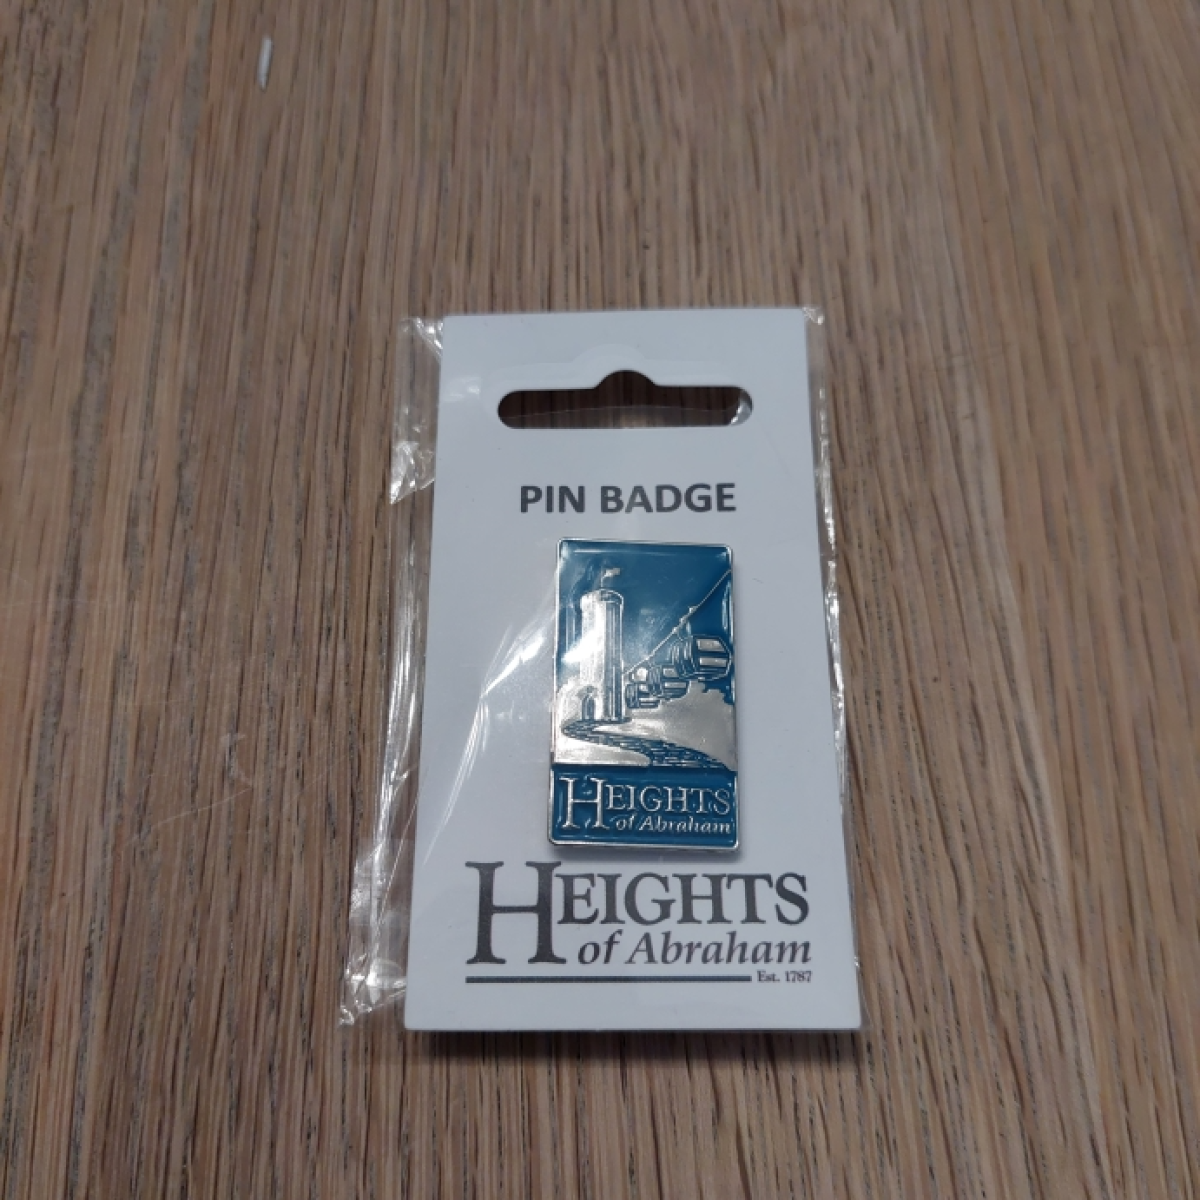 PIN BADGE
HEIGHTS
of Abraham
HEIGHTS
of Abraham
Est. 1787